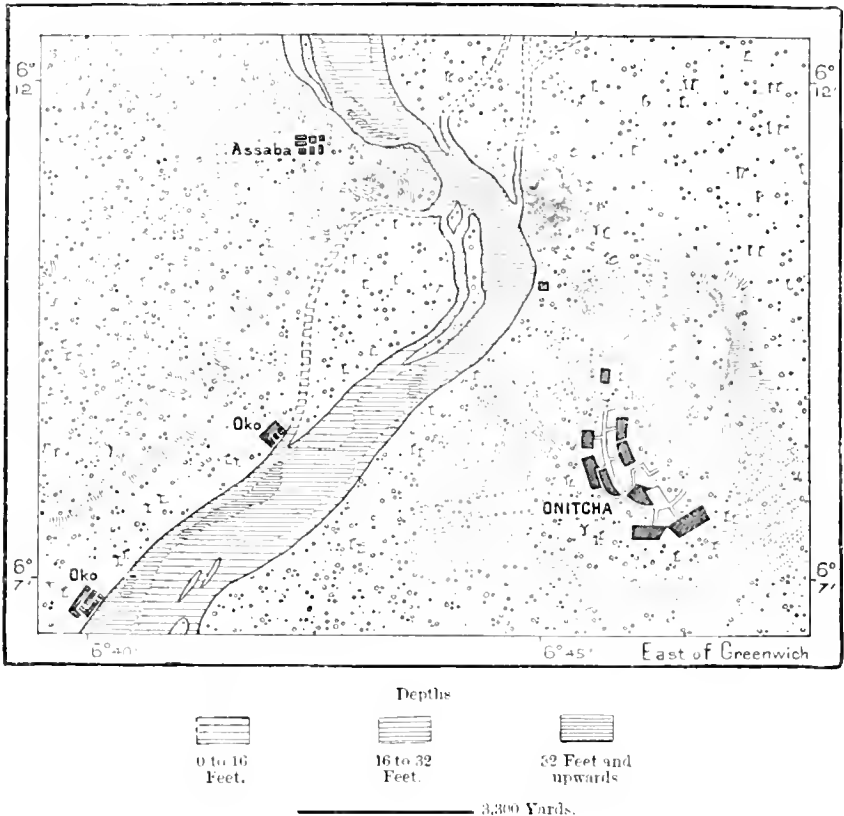 6°
12'
6°
12'
Assaba
Oko
ONITCHA
6°
7'
Oko
6°
7'
6°40'
6°45'
East of Greenwich
Depths
0 to 16
Feet.
16 to 32
Feet.
32 Feet and
upwards
3,300 Yards.